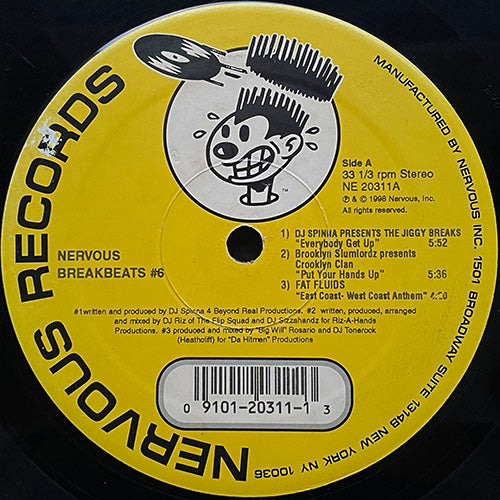 NERVOUS RECORDS
MANUFACTURED BY NERVOUS INC. 1501 BROADWAY SUITE 1314B NEW YORK NY 10036
TM
Side A
33 1/3 rpm Stereo
NE 20311A
℗ & © 1998 Nervous, Inc.
All rights reserved.
NERVOUS
BREAKBEATS #6
1) DJ SPINNA PRESENTS THE JIGGY BREAKS
"Everybody Get Up" 5:52
2) Brooklyn Slumlordz presents
Crooklyn Clan
"Put Your Hands Up" 5:36
3) FAT FLUIDS
"East Coast- West Coast Anthem" 4:20
#1written and produced by DJ Spinna 4 Beyond Real Productions. #2 written, produced, arranged
and mixed by DJ Riz of The Flip Squad and DJ Sizzahandz for Riz-A-Hands
Productions. #3 produced and mixed by "Big Will" Rosario and DJ Tonerock
(Heathcliff) for "Da Hitmen" Productions
0 9101-20311-1 3